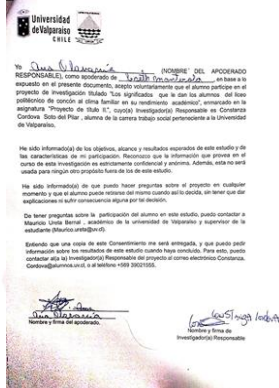 Universidad
de Valparaíso
CHILE
Yo Ana Olavarría (NOMBRE DEL APODERADO
RESPONSABLE), como apoderado de , en base a lo
expuesto en el presente documento, acepto voluntariamente que el alumno participe en el
proyecto de investigación titulado "Los significados que le dan los alumnos del liceo
politécnico de concón al clima familiar en su rendimiento académico", enmarcado en la
asignatura "Proyecto de título II.", cuyo(a) Investigador(a) Responsable es Constanza
Cordova Soto del Pilar , alumna de la carrera trabajo social perteneciente a la Universidad
de Valparaíso.
He sido informado(a) de los objetivos, alcance y resultados esperados de este estudio y de
las características de mi participación. Reconozco que la información que provea en el
curso de esta investigación es estrictamente confidencial y anónima. Además, esta no será
usada para ningún otro propósito fuera de los de este estudio.
He sido informado(a) de que puedo hacer preguntas sobre el proyecto en cualquier
momento y que el alumno puede retirarse del mismo cuando así lo decida, sin tener que dar
explicaciones ni sufrir consecuencia alguna por tal decisión.
De tener preguntas sobre la participación del alumno en este estudio, puedo contactar a
Mauricio Ureta Bernal , académico de la universidad de Valparaíso y supervisor de la
estudiante (Mauricio.ureta@uv.cl).
Entiendo que una copia de este Consentimiento me será entregada, y que puedo pedir
información sobre los resultados de este estudio cuando haya concluido. Para esto, puedo
contactar al(a la) Investigador(a) Responsable del proyecto al correo electrónico Constanza.
Cordova@alumnos.uv.cl, o al teléfono +569 39021055.
Ana
Ana Olavarría
Nombre y firma del apoderado.
Constanza Cordova
Nombre y firma de
Investigador(a) Responsable